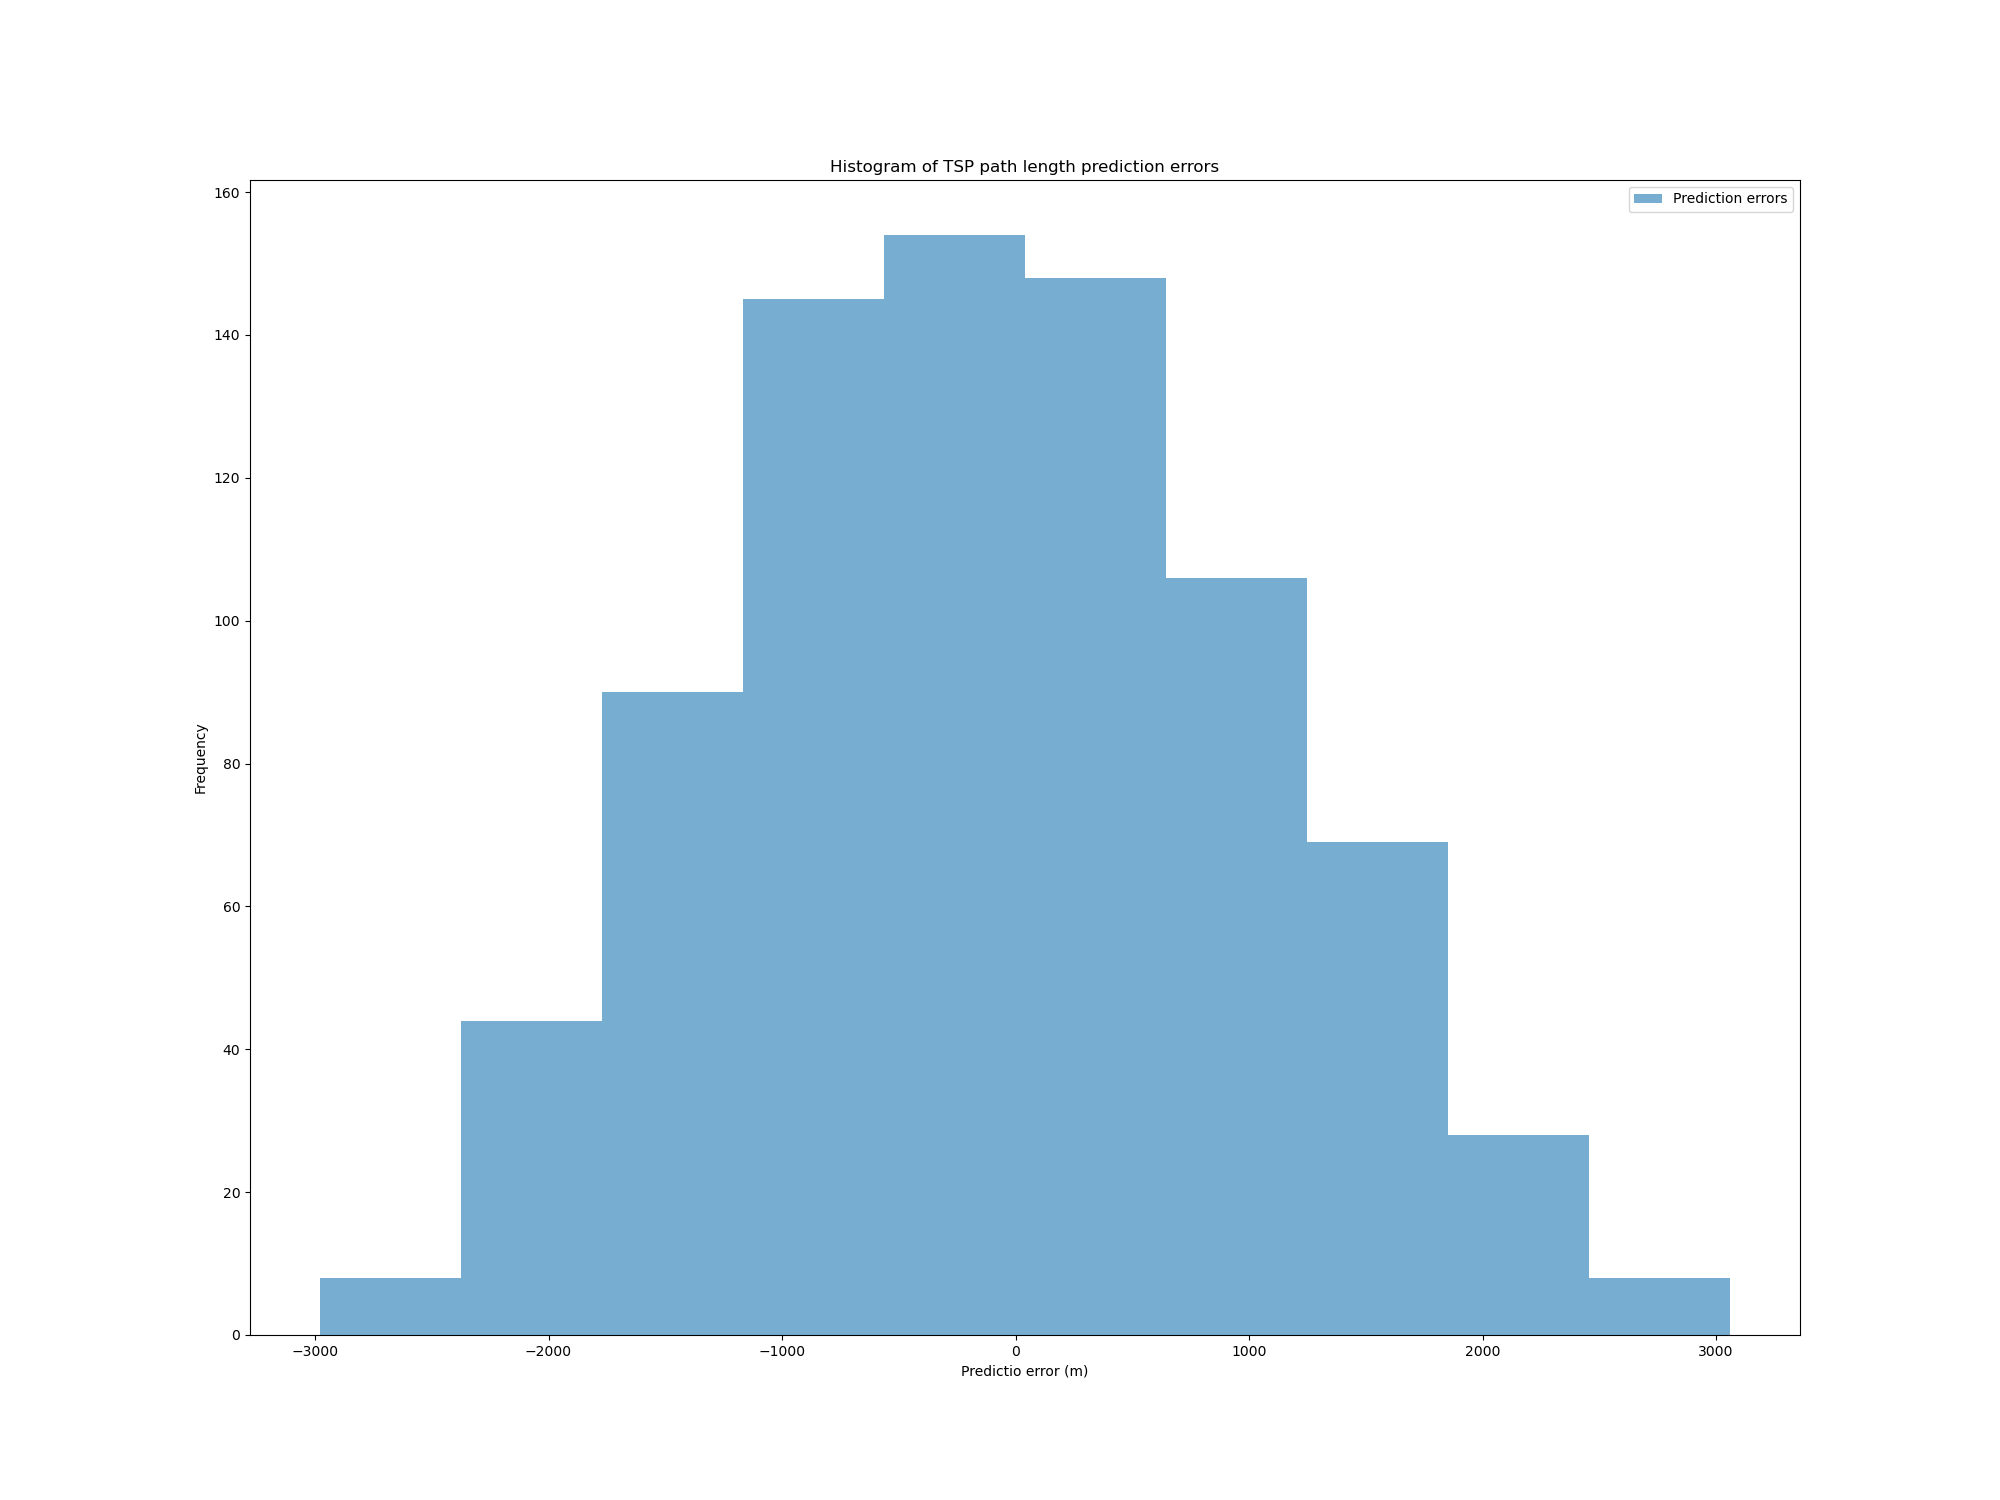 Histogram of TSP path length prediction errors
Prediction errors
160
140
120
100
80
60
40
20
0
Frequency
−3000 −2000 −1000 0 1000 2000 3000
Predictio error (m)